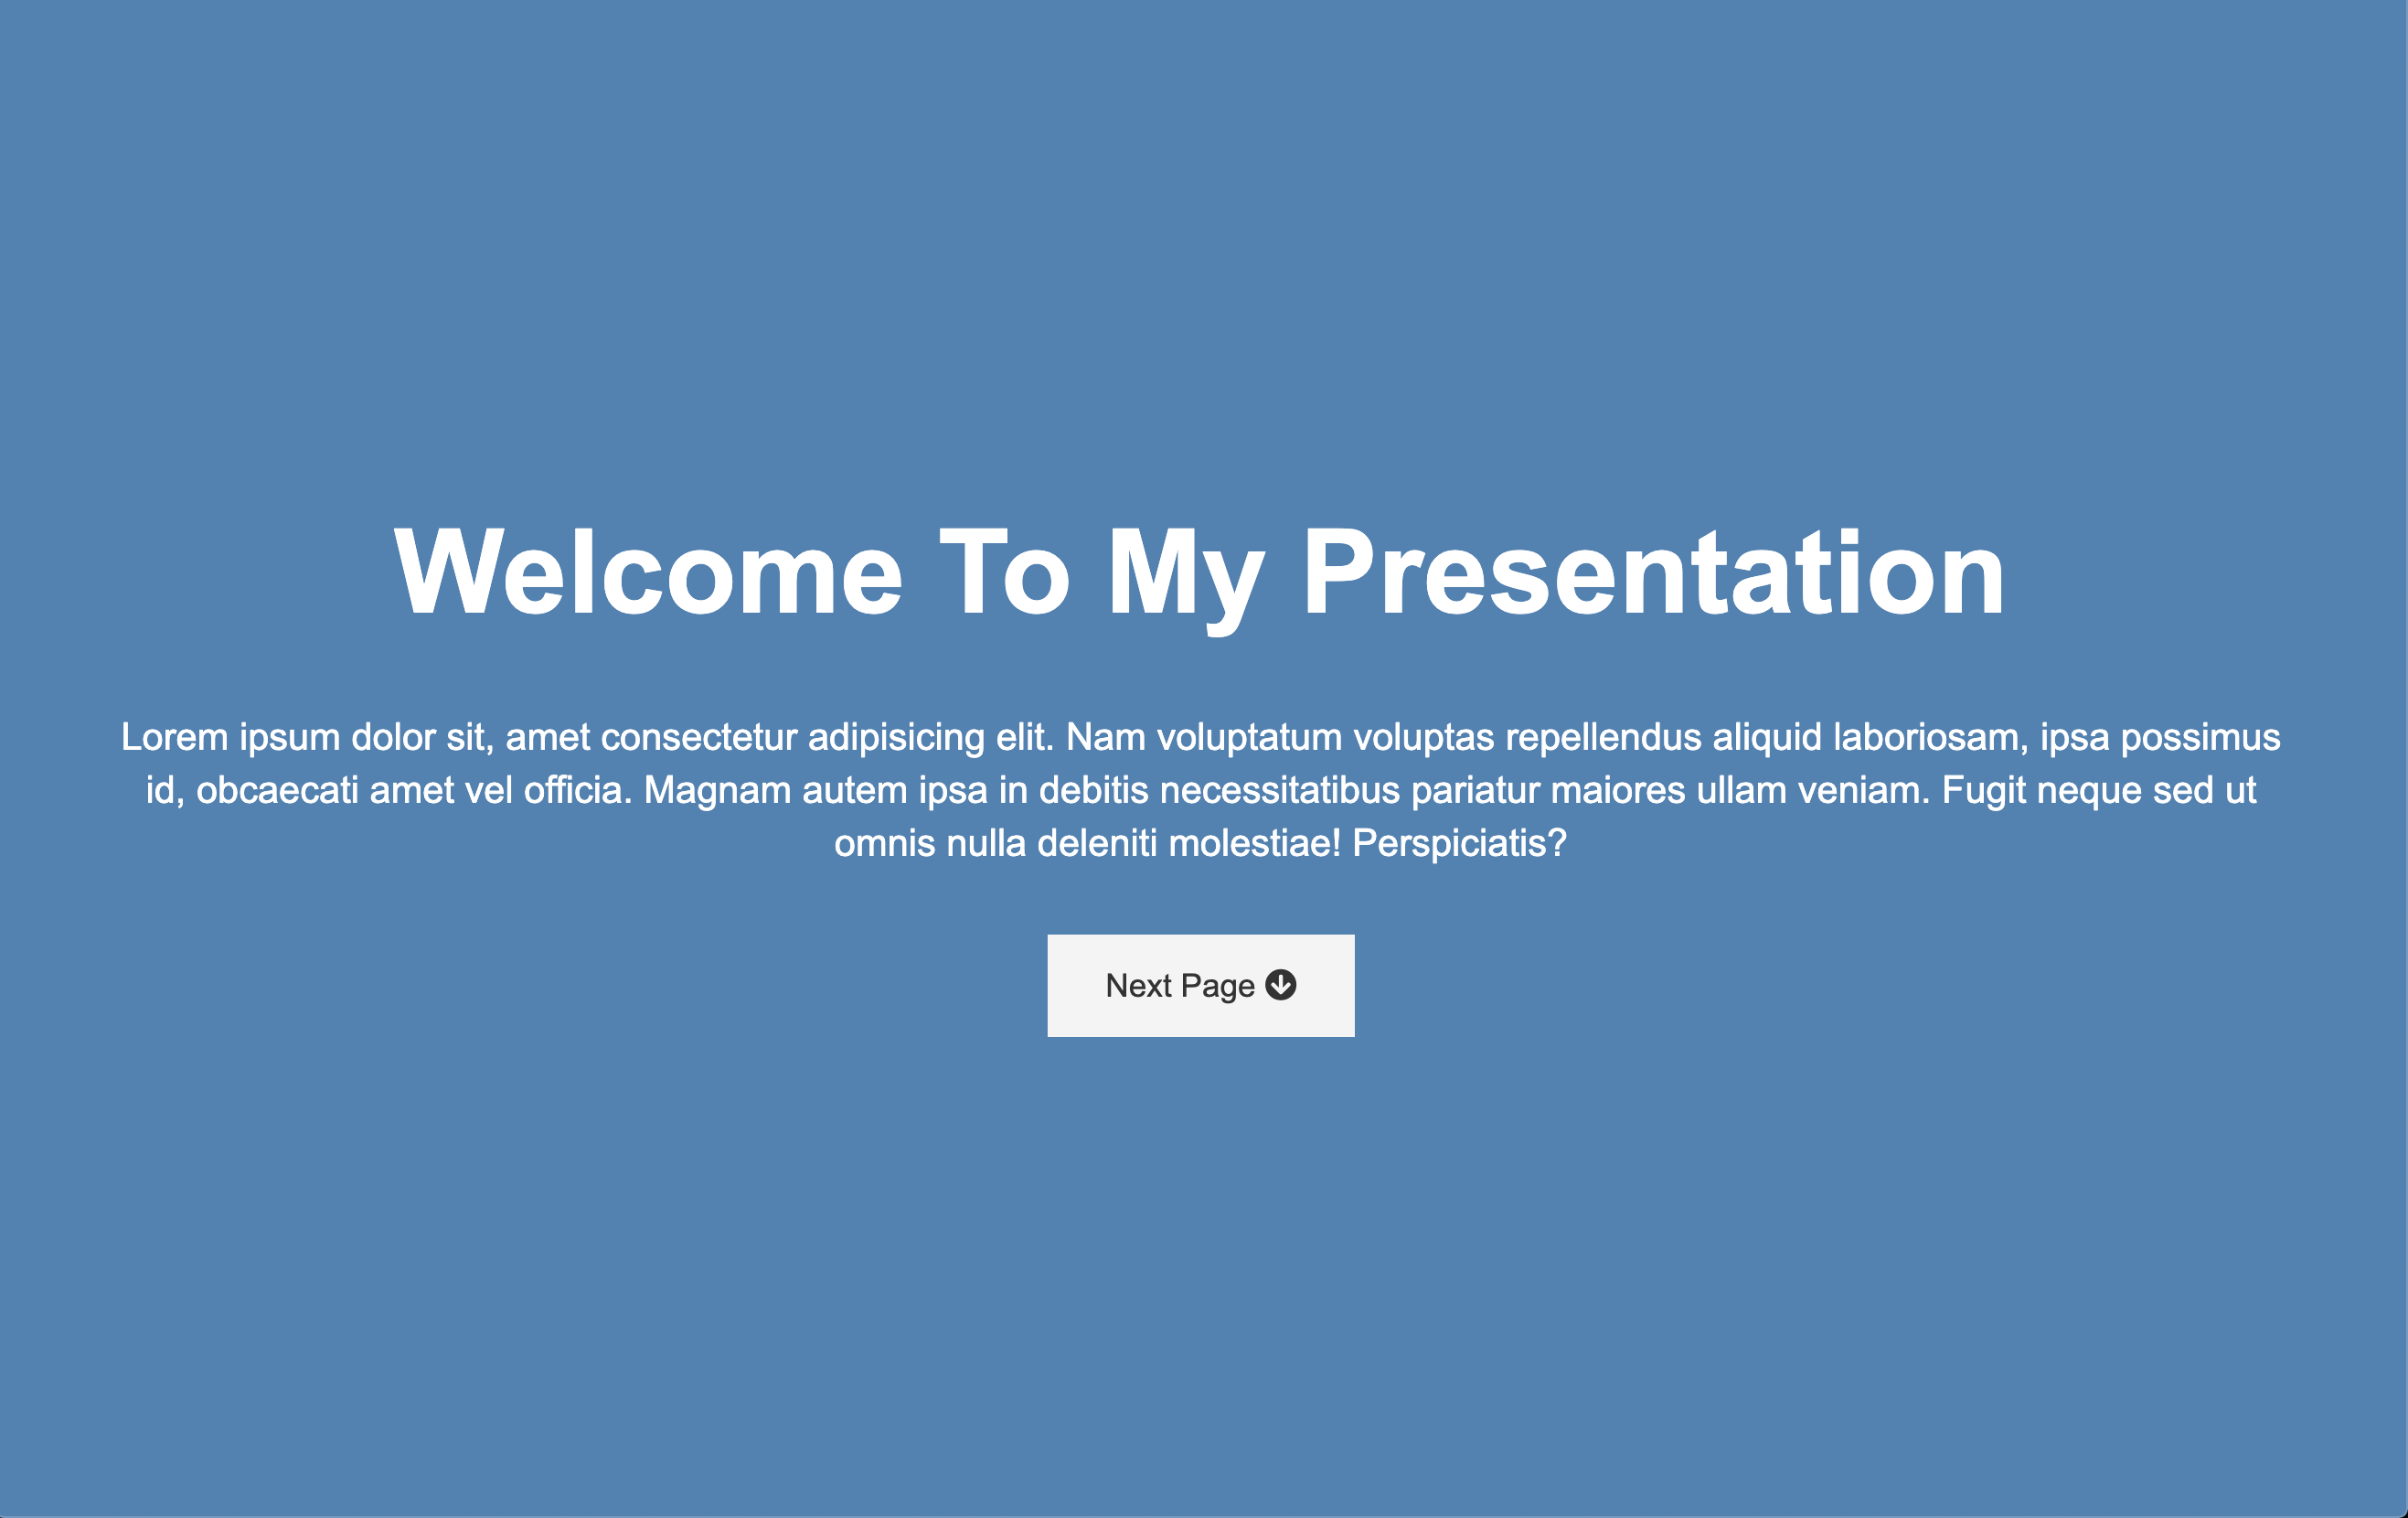 Welcome To My Presentation
Lorem ipsum dolor sit, amet consectetur adipisicing elit. Nam voluptatum voluptas repellendus aliquid laboriosam, ipsa possimus
id, obcaecati amet vel officia. Magnam autem ipsa in debitis necessitatibus pariatur maiores ullam veniam. Fugit neque sed ut
omnis nulla deleniti molestiae! Perspiciatis?
Next Page